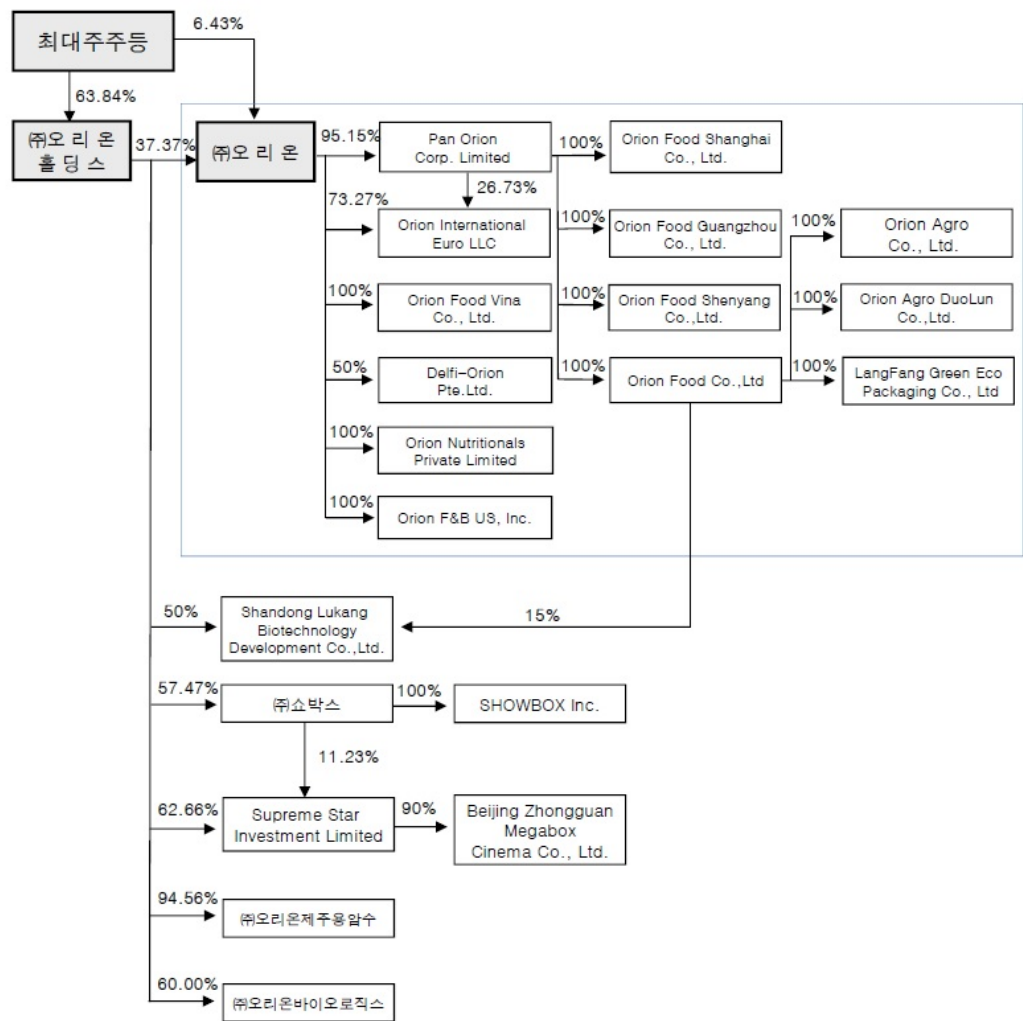 최대주주등
6.43%
63.84%
㈜오 리 온
홀 딩 스
37.37%
㈜오 리 온
95.15%
Pan Orion
Corp. Limited
100%
Orion Food Shanghai
Co., Ltd.
26.73%
73.27%
Orion International
Euro LLC
100%
Orion Food Guangzhou
Co., Ltd.
100%
Orion Agro
Co., Ltd.
100%
Orion Food Vina
Co., Ltd.
100%
Orion Food Shenyang
Co.,Ltd.
100%
Orion Agro DuoLun
Co.,Ltd.
50%
Delfi-Orion
Pte.Ltd.
100%
Orion Food Co.,Ltd
100%
LangFang Green Eco
Packaging Co., Ltd
100%
Orion Nutritionals
Private Limited
100%
Orion F&B US, Inc.
50%
Shandong Lukang
Biotechnology
Development Co.,Ltd.
15%
57.47%
㈜쇼박스
100%
SHOWBOX Inc.
11.23%
62.66%
Supreme Star
Investment Limited
90%
Beijing Zhongguan
Megabox
Cinema Co., Ltd.
94.56%
㈜오리온제주용암수
60.00%
㈜오리온바이오로직스